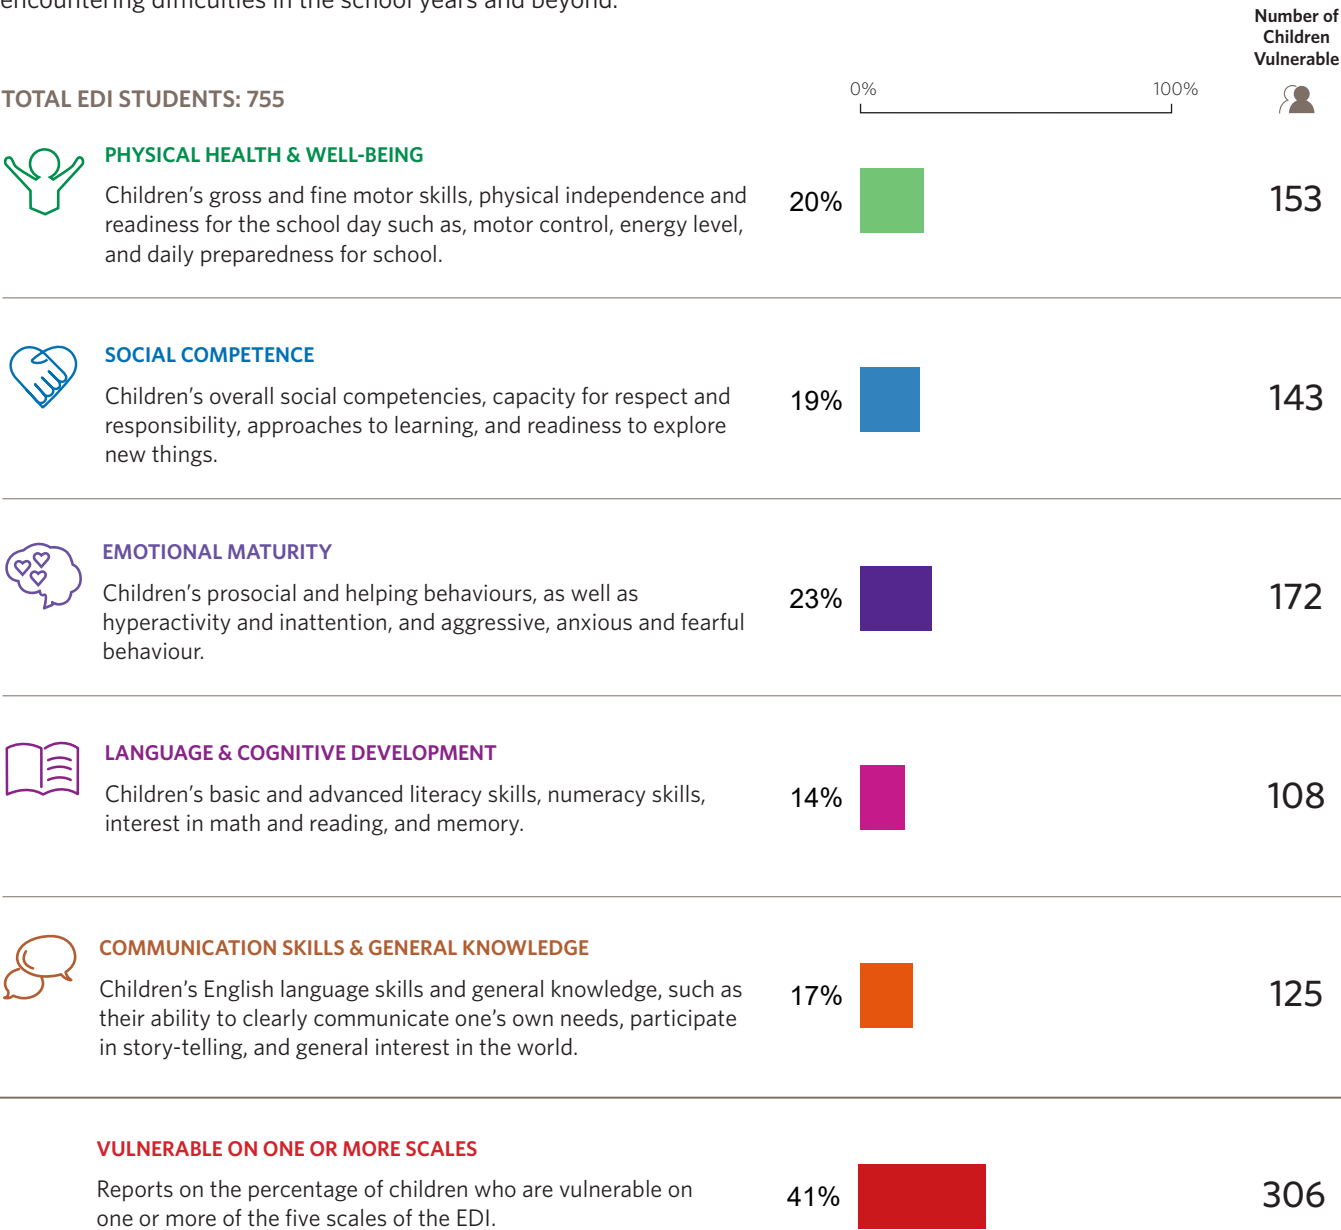 encountering difficulties in the school years and beyond.
Number of
Children
Vulnerable
TOTAL EDI STUDENTS: 755
0%
100%
PHYSICAL HEALTH & WELL-BEING
Children's gross and fine motor skills, physical independence and
readiness for the school day such as, motor control, energy level,
and daily preparedness for school.
20%
153
SOCIAL COMPETENCE
Children's overall social competencies, capacity for respect and
responsibility, approaches to learning, and readiness to explore
new things.
19%
143
EMOTIONAL MATURITY
Children's prosocial and helping behaviours, as well as
hyperactivity and inattention, and aggressive, anxious and fearful
behaviour.
23%
172
LANGUAGE & COGNITIVE DEVELOPMENT
Children's basic and advanced literacy skills, numeracy skills,
interest in math and reading, and memory.
14%
108
COMMUNICATION SKILLS & GENERAL KNOWLEDGE
Children's English language skills and general knowledge, such as
their ability to clearly communicate one's own needs, participate
in story-telling, and general interest in the world.
17%
125
VULNERABLE ON ONE OR MORE SCALES
Reports on the percentage of children who are vulnerable on
one or more of the five scales of the EDI.
41%
306